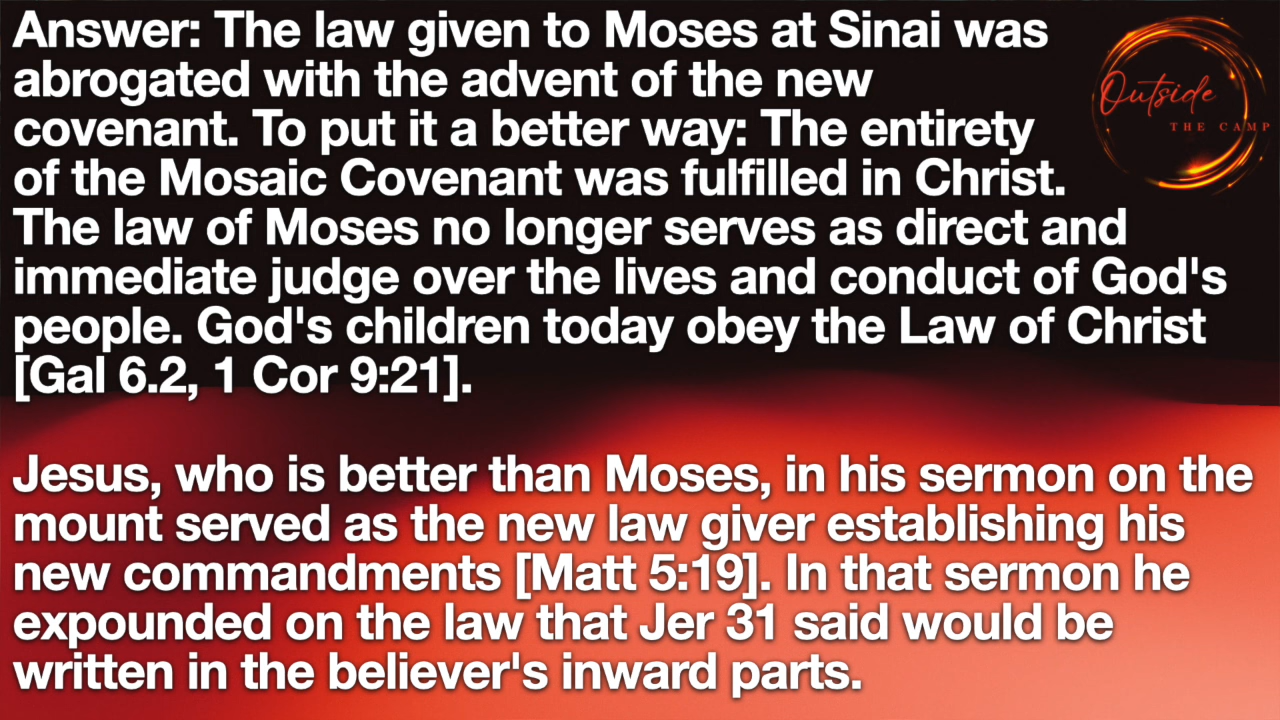 Answer: The law given to Moses at Sinai was
abrogated with the advent of the new
covenant. To put it a better way: The entirety
of the Mosaic Covenant was fulfilled in Christ.
The law of Moses no longer serves as direct and
immediate judge over the lives and conduct of God's
people. God's children today obey the Law of Christ
[Gal 6.2, 1 Cor 9:21].
Jesus, who is better than Moses, in his sermon on the
mount served as the new law giver establishing his
new commandments [Matt 5:19]. In that sermon he
expounded on the law that Jer 31 said would be
written in the believer's inward parts.
Outside
THE CAMP